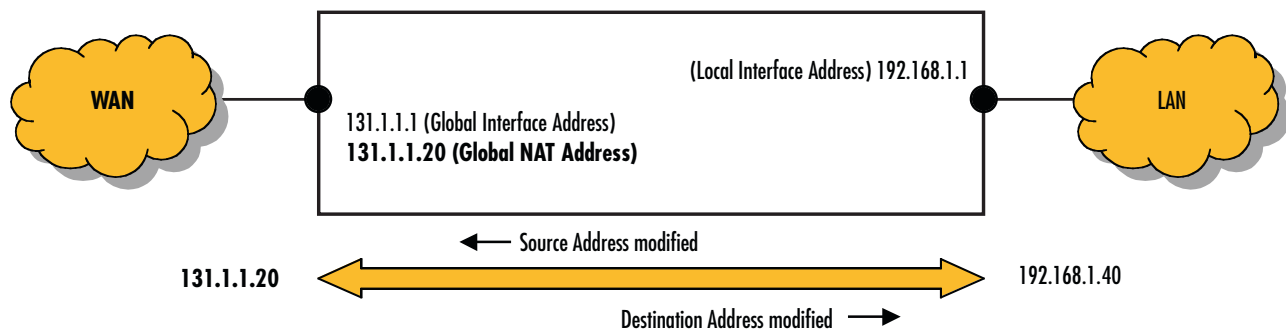 WAN
(Local Interface Address) 192.168.1.1
LAN
131.1.1.1 (Global Interface Address)
131.1.1.20 (Global NAT Address)
Source Address modified
131.1.1.20
192.168.1.40
Destination Address modified